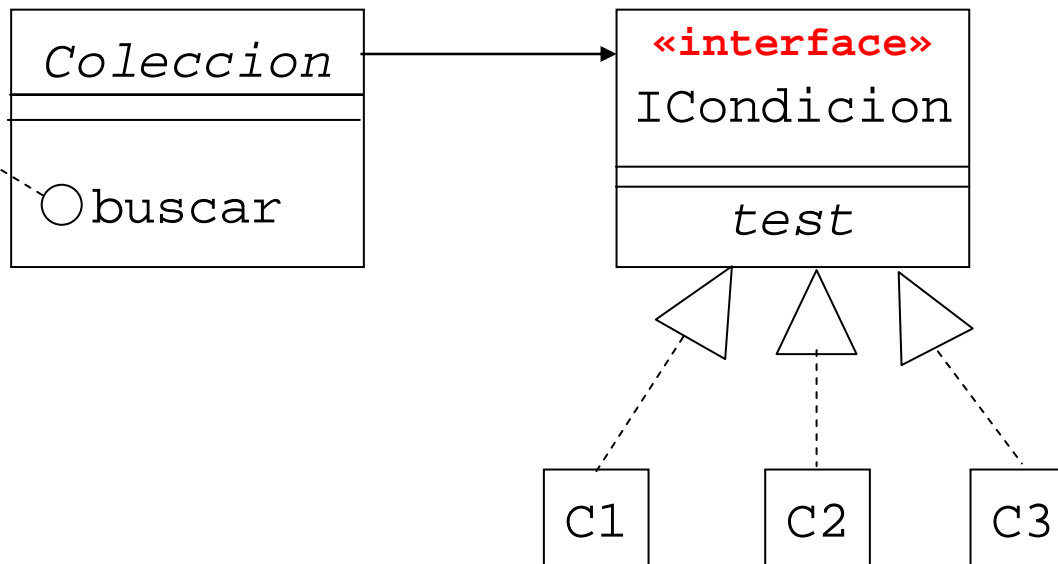 Coleccion
buscar
«interface»
ICondicion
test
C1
C2
C3